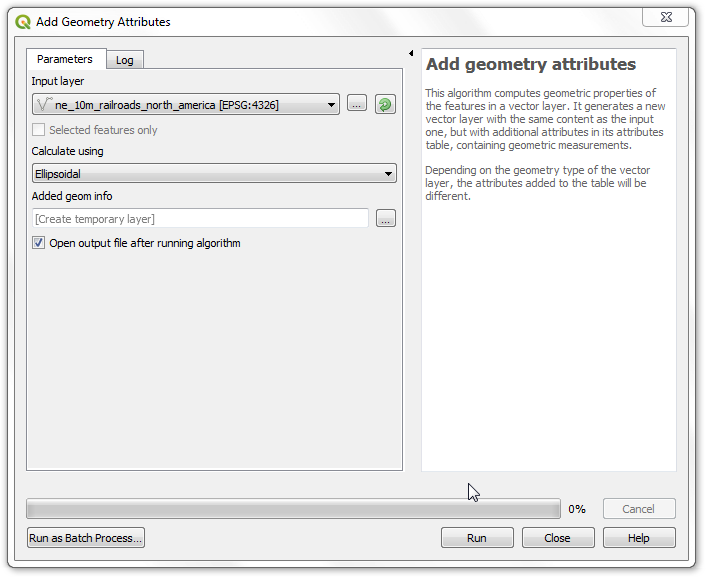 Add Geometry Attributes
Parameters
Log
Input layer
ne_10m_railroads_north_america [EPSG:4326]
...
Selected features only
Calculate using
Ellipsoidal
Added geom info
[Create temporary layer]
...
Open output file after running algorithm
Add geometry attributes
This algorithm computes geometric properties of
the features in a vector layer. It generates a new
vector layer with the same content as the input
one, but with additional attributes in its attributes
table, containing geometric measurements.
Depending on the geometry type of the vector
layer, the attributes added to the table will be
different.
0%
Cancel
Run as Batch Process...
Run
Close
Help